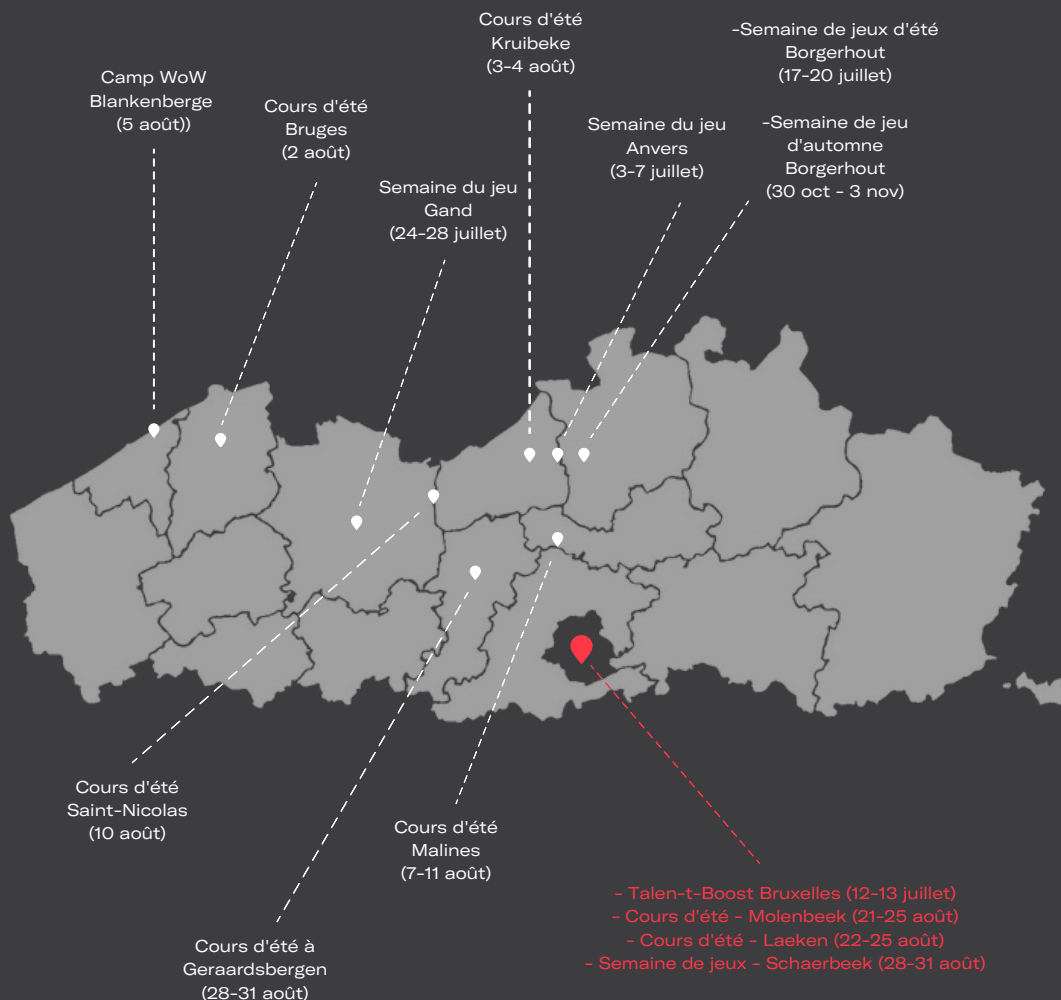 Cours d'été
Kruibeke
(3-4 août)
-Semaine de jeux d'été
Borgerhout
(17-20 juillet)
Camp WoW
Blankenberge
(5 août))
Cours d'été
Bruges
(2 août)
Semaine du jeu
Anvers
(3-7 juillet)
-Semaine de jeu
d'automne
Borgerhout
(30 oct - 3 nov)
Semaine du jeu
Gand
(24-28 juillet)
Cours d'été
Saint-Nicolas
(10 août)
Cours d'été
Malines
(7-11 août)
- Talen-t-Boost Bruxelles (12-13 juillet)
- Cours d'été - Molenbeek (21-25 août)
- Cours d'été - Laeken (22-25 août)
- Semaine de jeux - Schaerbeek (28-31 août)
Cours d'été à
Geraardsbergen
(28-31 août)